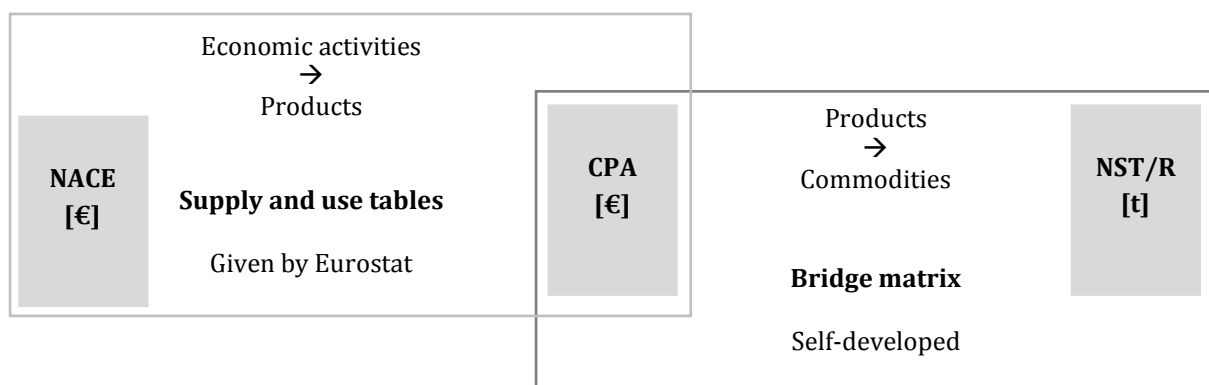 Economic activities
→
Products
NACE
[€]
Supply and use tables
Given by Eurostat
CPA
[€]
Products
→
Commodities
Bridge matrix
Self-developed
NST/R
[t]